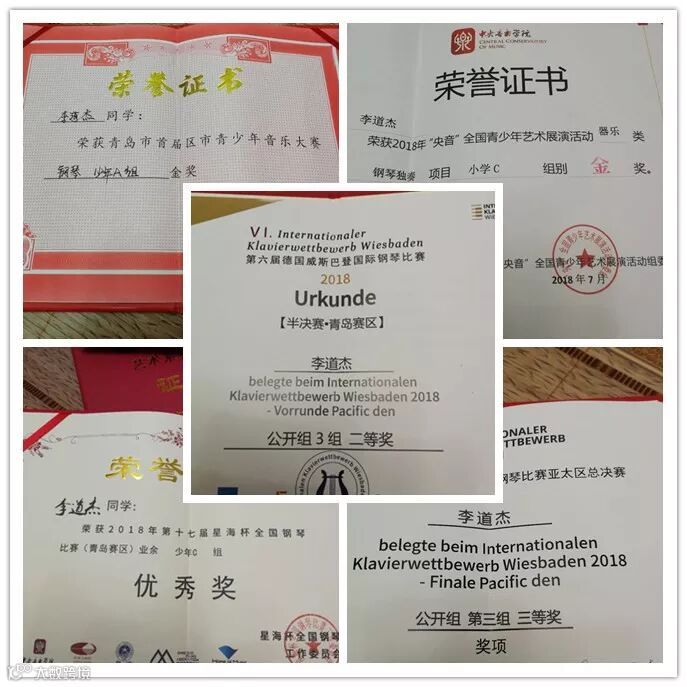 荣誉证书
李道杰 同学:
荣获青岛市首届区市青少年音乐大赛
钢琴 少年A组 金奖
中央音乐学院
CENTRAL CONSERVATORY
OF MUSIC
荣誉证书
李道杰
荣获2018年“央音”全国青少年艺术展演活动 器乐 类
钢琴独奏 项目 小学C 组别 金 奖。
“央音”全国青少年艺术展演活动组委
2018年7月
VI. Internationaler
Klavierwettbewerb Wiesbaden
第六届德国威斯巴登国际钢琴比赛
2018
Urkunde
【半决赛·青岛赛区】
李道杰
belegte beim Internationalen
Klavierwettbewerb Wiesbaden 2018
- Vorrunde Pacific den
公开组 3 组 二等奖
荣誉
李道杰 同学:
荣获2018年第十七届星海杯全国钢琴
比赛(青岛赛区)业余 少年C 组
优秀奖
星海杯全国钢琴
工作委员
ONALER
TTBEWERB
钢琴比赛亚太区总决赛
李道杰
belegte beim Internationalen
Klavierwettbewerb Wiesbaden 2018
- Finale Pacific den
公开组 第三组 三等奖
奖项
大数跨境